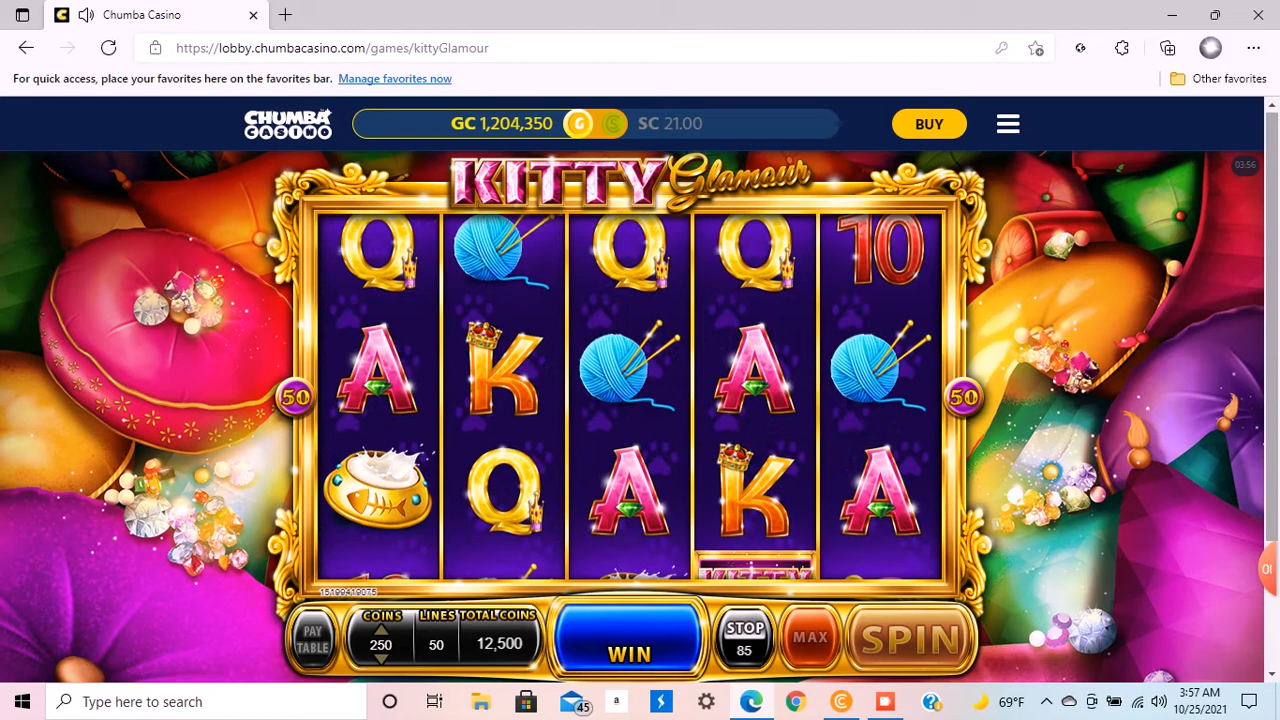 Chumba Casino
https://lobby.chumbacasino.com/games/kittyGlamour
For quick access, place your favorites here on the favorites bar. Manage favorites now
Other favorites
CHUMBA
CASINO
GC 1,204,350 G C SC 21.00
BUY
KITTY Glamour
03:56
Q Q Q 10
A K A
50 50
Q A K A
KITTY
15199419075
COINS LINES TOTAL COINS
PAY
TABLE
250 50 12,500
WIN
STOP
85
MAX
SPIN
Type here to search
45
a
69°F
3:57 AM
10/25/2021